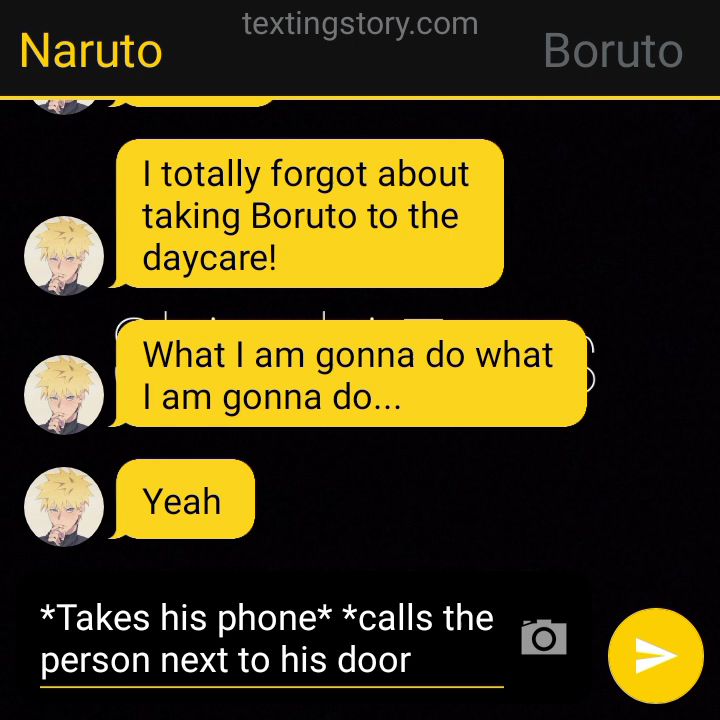 textingstory.com
Naruto
Boruto
I totally forgot about
taking Boruto to the
daycare!
What I am gonna do what
I am gonna do...
Yeah
*Takes his phone* *calls the
person next to his door